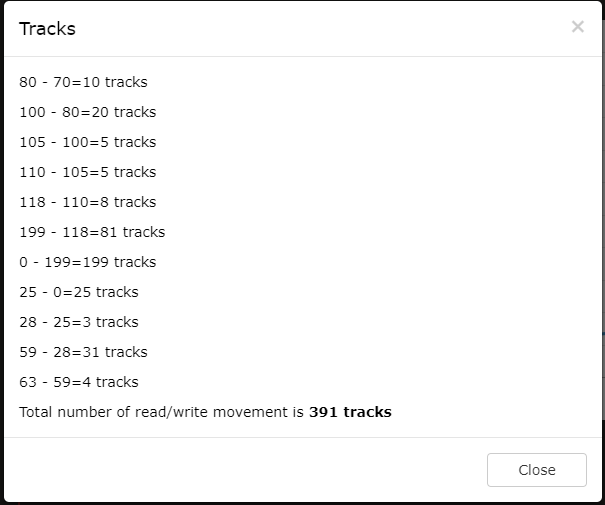 Tracks
×
80 - 70=10 tracks
100 - 80=20 tracks
105 - 100=5 tracks
110 - 105=5 tracks
118 - 110=8 tracks
199 - 118=81 tracks
0 - 199=199 tracks
25 - 0=25 tracks
28 - 25=3 tracks
59 - 28=31 tracks
63 - 59=4 tracks
Total number of read/write movement is 391 tracks
Close